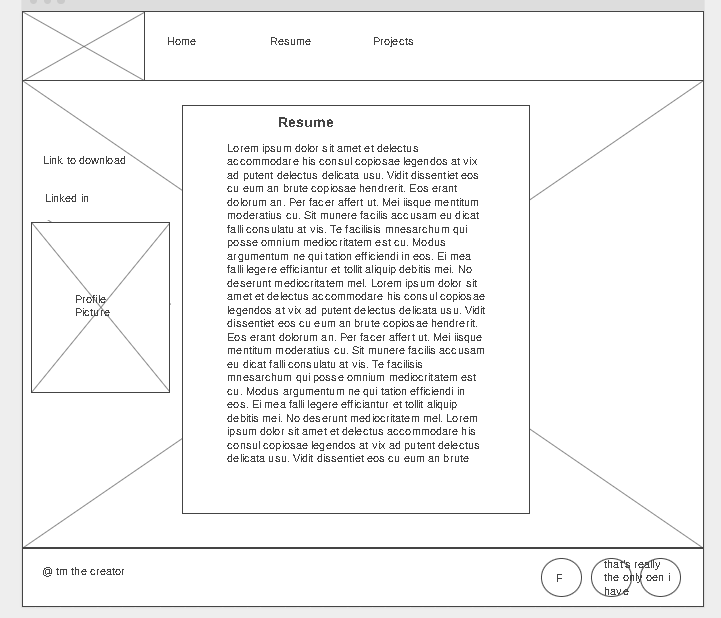 Home Resume Projects
Link to download
Linked in
Profile
Picture
Resume
Lorem ipsum dolor sit amet et delectus
accommodare his consul copiosae legendos at vix
ad putent delectus delicata usu. Vidit dissentiet eos
cu eum an brute copiosae hendrerit. Eos erant
dolorum an. Per facer affert ut. Mei iisque mentitum
moderatius cu. Sit munere facilis accusam eu dicat
falli consulatu at vis. Te facilisis mnesarchum qui
posse omnium mediocritatem est cu. Modus
argumentum ne qui tation efficiendi in eos. Ei mea
falli legere efficiantur et tollit aliquip debitis mei. No
deserunt mediocritatem mel. Lorem ipsum dolor sit
amet et delectus accommodare his consul copiosae
legendos at vix ad putent delectus delicata usu. Vidit
dissentiet eos cu eum an brute copiosae hendrerit.
Eos erant dolorum an. Per facer affert ut. Mei iisque
mentitum moderatius cu. Sit munere facilis accusam
eu dicat falli consulatu at vis. Te facilisis
mnesarchum qui posse omnium mediocritatem est
cu. Modus argumentum ne qui tation efficiendi in
eos. Ei mea falli legere efficiantur et tollit aliquip
debitis mei. No deserunt mediocritatem mel. Lorem
ipsum dolor sit amet et delectus accommodare his
consul copiosae legendos at vix ad putent delectus
delicata usu. Vidit dissentiet eos cu eum an brute
@ tm the creator
F
that's really
the only oen i
have